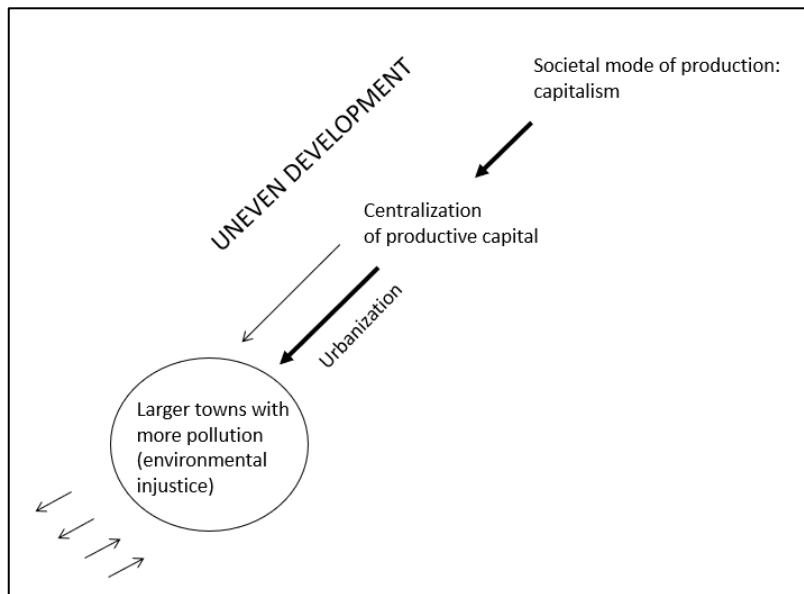 Societal mode of production:
capitalism
UNEVEN DEVELOPMENT
Centralization
of productive capital
Urbanization
Larger towns with
more pollution
(environmental
injustice)